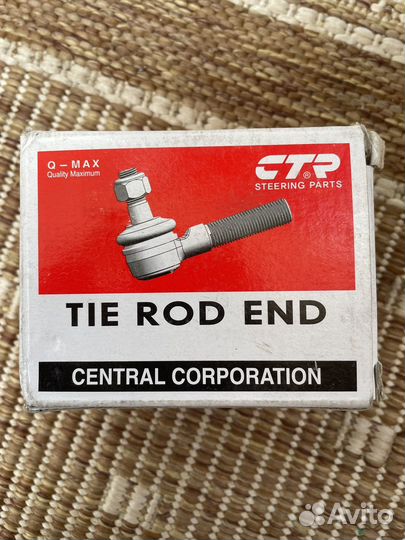 Q – MAX
Quality Maximum
CTR®
STEERING PARTS
TIE ROD END
CENTRAL CORPORATION
Avito